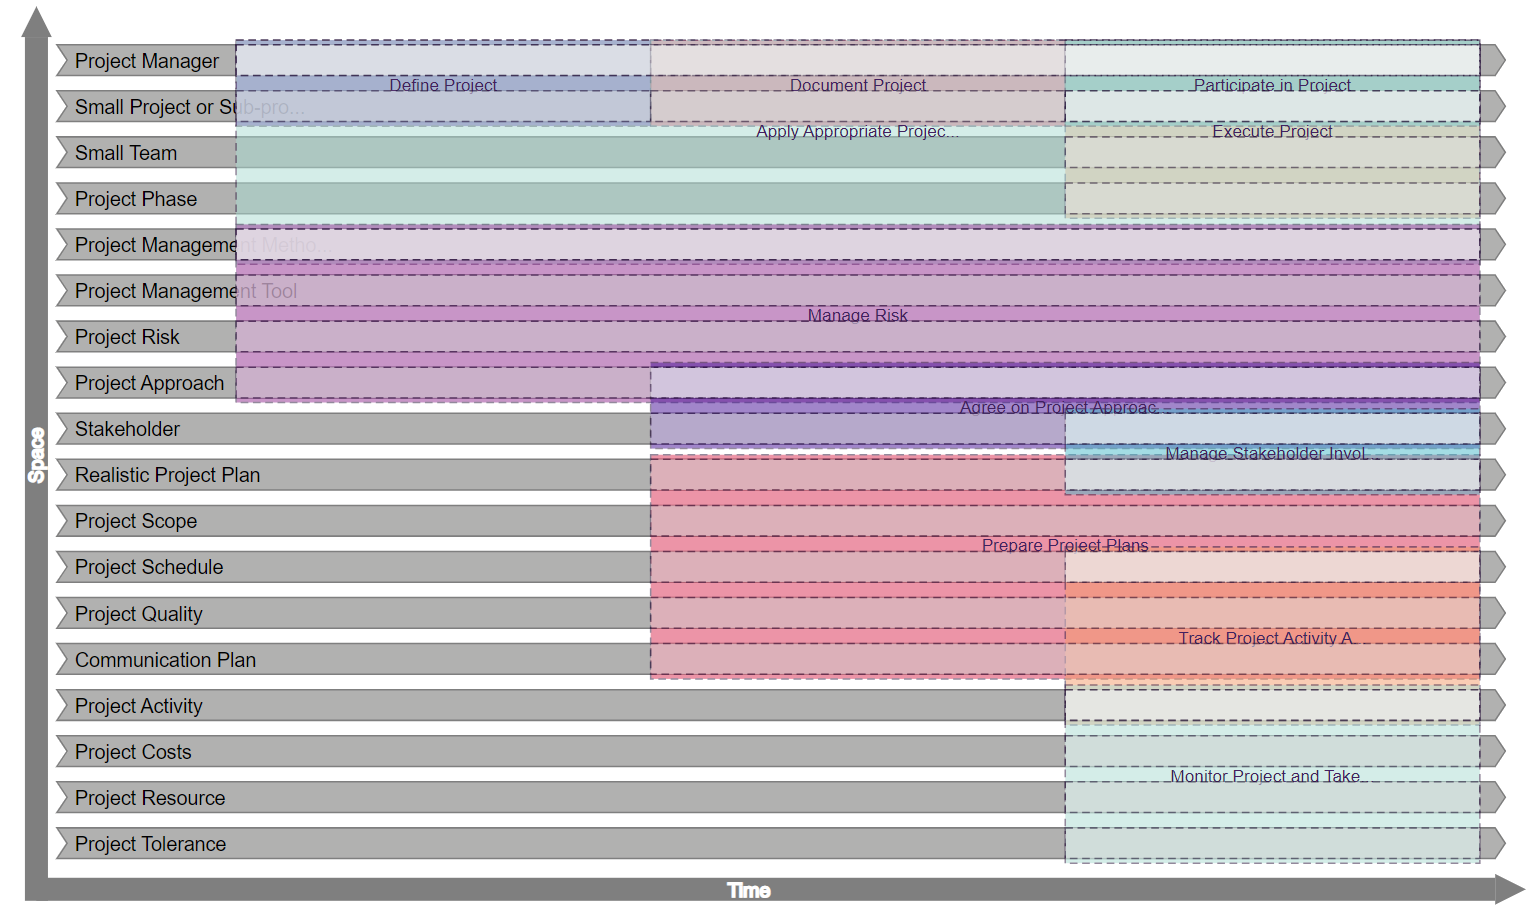 Project Manager
Define Project
Document Project
Participate in Project
Small Project or Sub-pro...
Apply Appropriate Projec...
Execute Project
Small Team
Project Phase
Project Management Metho...
Project Management Tool
Manage Risk
Project Risk
Project Approach
Agree on Project Approac...
Stakeholder
Manage Stakeholder Invol...
Realistic Project Plan
Project Scope
Prepare Project Plans
Project Schedule
Project Quality
Track Project Activity A...
Communication Plan
Project Activity
Project Costs
Monitor Project and Take...
Project Resource
Project Tolerance
Space
Time